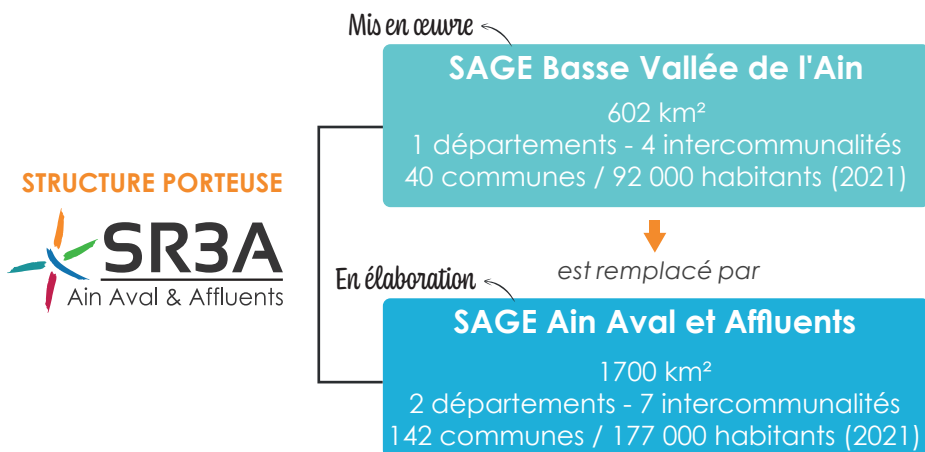 Mis en œuvre
SAGE Basse Vallée de l'Ain
602 km²
1 départements - 4 intercommunalités
40 communes / 92 000 habitants (2021)
STRUCTURE PORTEUSE
SR3A
Ain Aval & Affluents
est remplacé par
En élaboration
SAGE Ain Aval et Affluents
1700 km²
2 départements - 7 intercommunalités
142 communes / 177 000 habitants (2021)